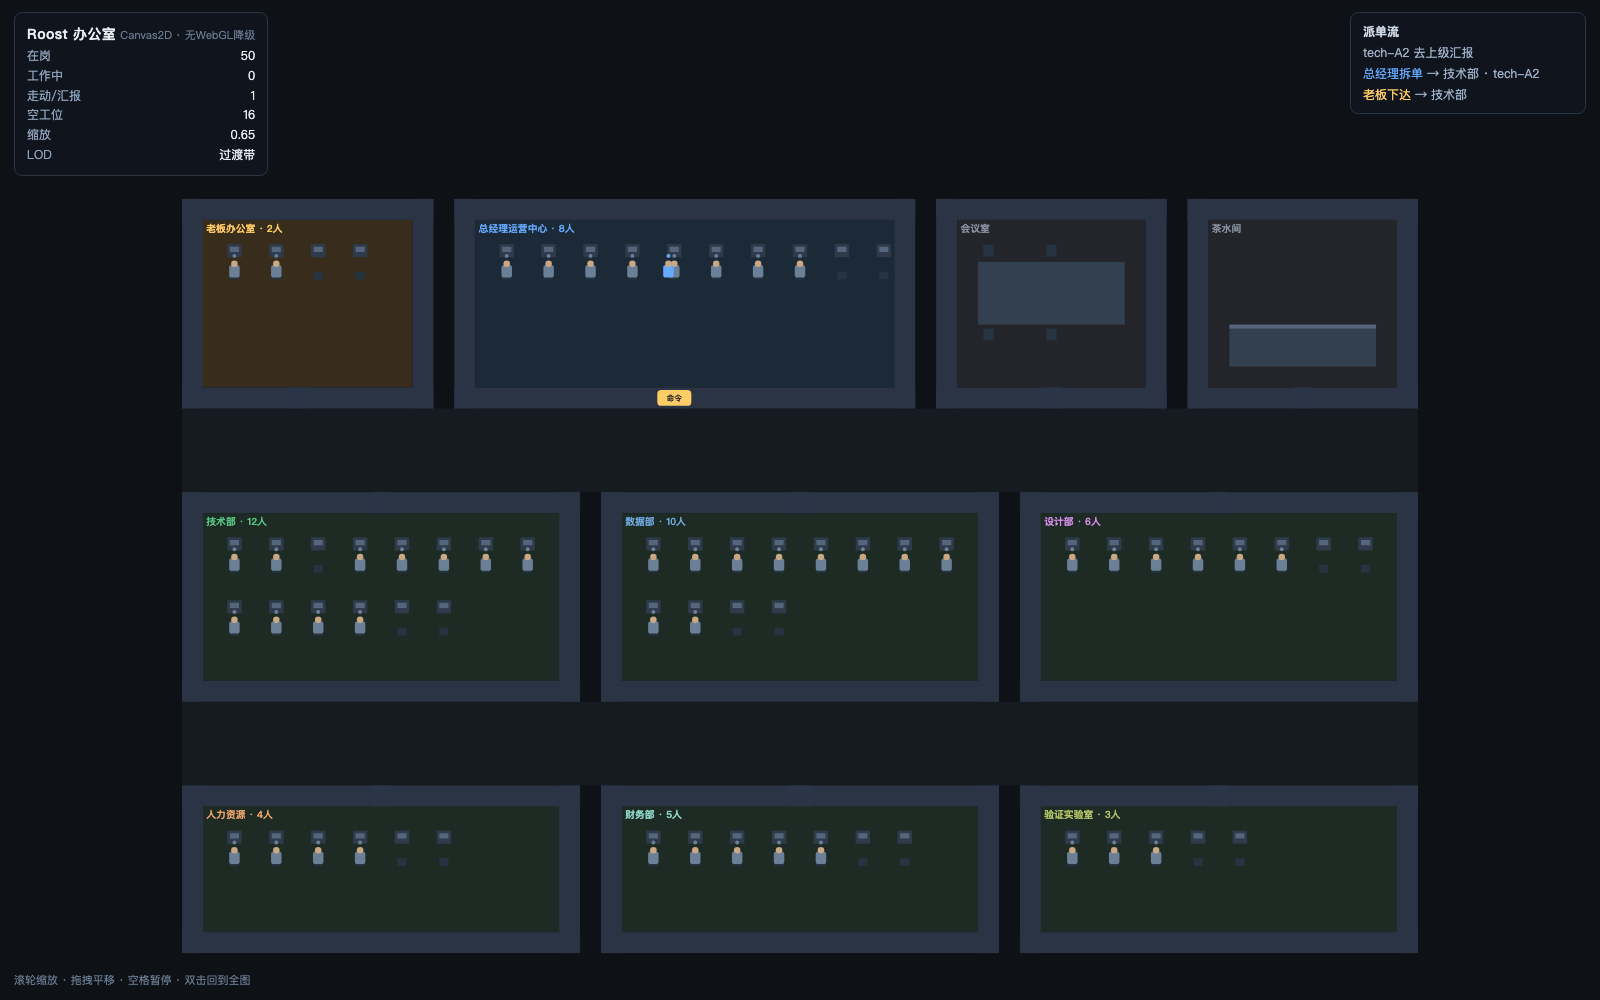 Roost 办公室 Canvas2D · 无WebGL降级
在岗 50
工作中 0
走动/汇报 1
空工位 16
缩放 0.65
LOD 过渡带
派单流
tech-A2 去上级汇报
总经理拆单 → 技术部 · tech-A2
老板下达 → 技术部
老板办公室 · 2人
总经理运营中心 · 8人
会议室
茶水间
命令
技术部 · 12人
数据部 · 10人
设计部 · 6人
人力资源 · 4人
财务部 · 5人
验证实验室 · 3人
滚轮缩放 · 拖拽平移 · 空格暂停 · 双击回到全图